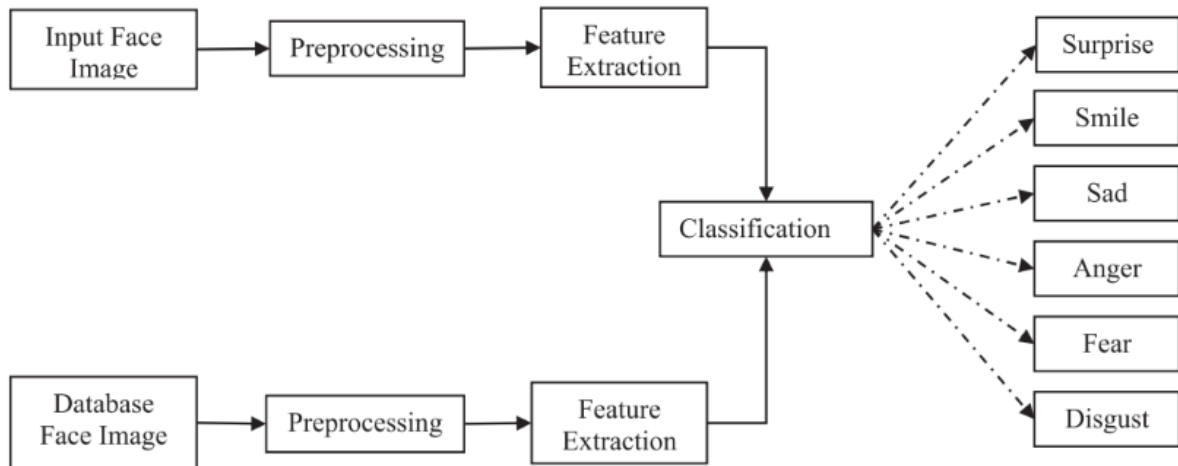 Input Face
Image
Preprocessing
Feature
Extraction
Surprise
Smile
Sad
Classification
Anger
Fear
Disgust
Database
Face Image
Preprocessing
Feature
Extraction